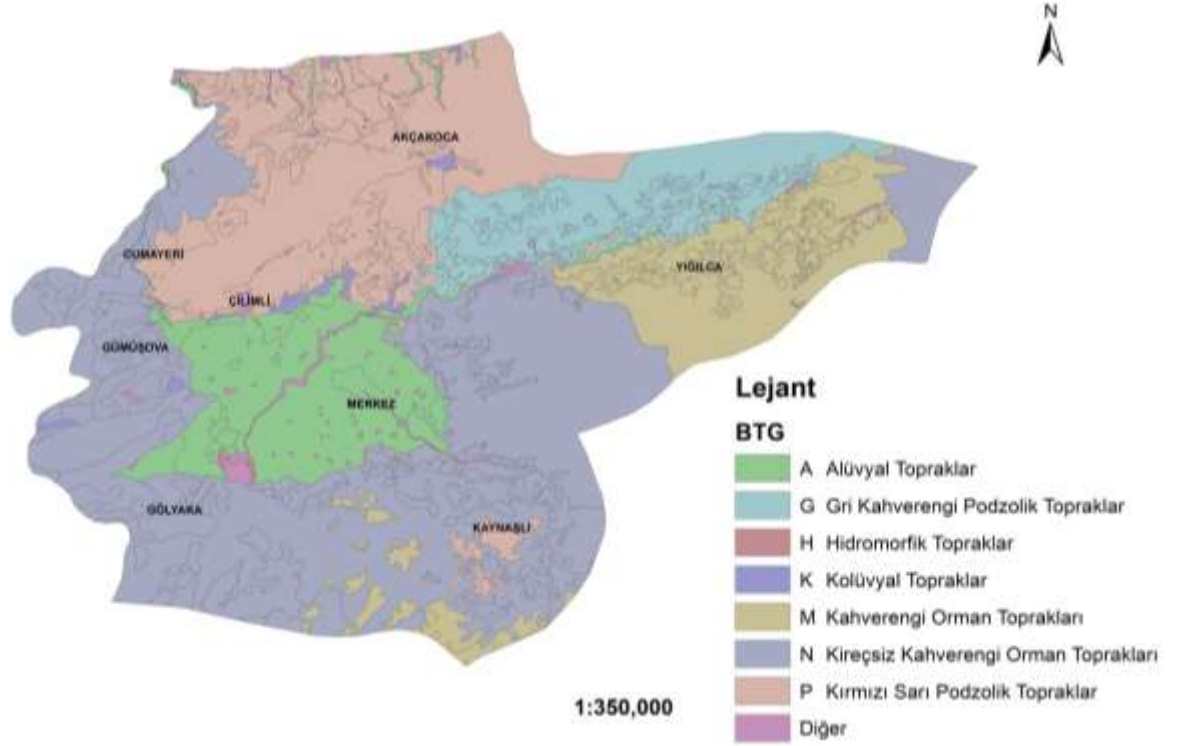 N
AKÇAKOCA
CUMAYERİ
YIĞILCA
ÇİLİMLİ
GÜMÜŞOVA
MERKEZ
GÖLYAKA
KAYNAŞLI
Lejant
BTG
A Alüvyal Topraklar
G Gri Kahverengi Podzolik Topraklar
H Hidromorfik Topraklar
K Kolüvyal Topraklar
M Kahverengi Orman Toprakları
N Kireçsiz Kahverengi Orman Toprakları
P Kırmızı Sarı Podzolik Topraklar
Diğer
1:350,000